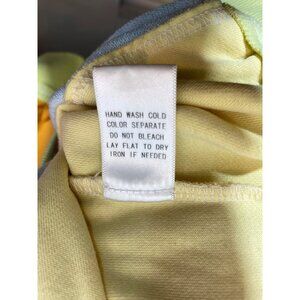 HAND WASH COLD
COLOR SEPARATE
DO NOT BLEACH
LAY FLAT TO DRY
IRON IF NEEDED